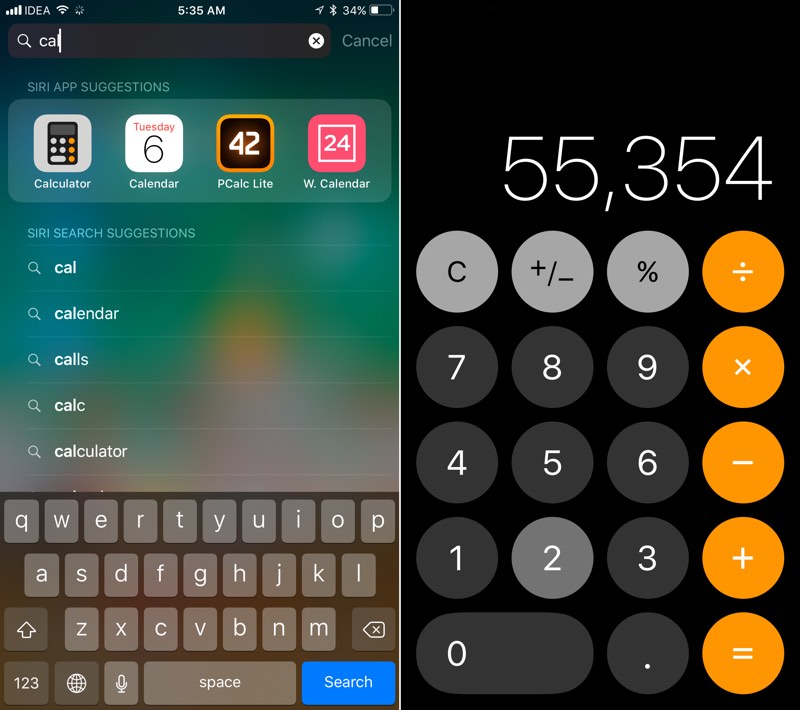 IDEA 5:35 AM 34%
cal Cancel
SIRI APP SUGGESTIONS
Tuesday
6 42 24
Calculator Calendar PCalc Lite W. Calendar
SIRI SEARCH SUGGESTIONS
cal
calendar
calls
calc
calculator
q w e r t y u i o p
a s d f g h j k l
z x c v b n m
123 space Search
55,354
C +/− % ÷
7 8 9 ×
4 5 6 −
1 2 3 +
0 . =